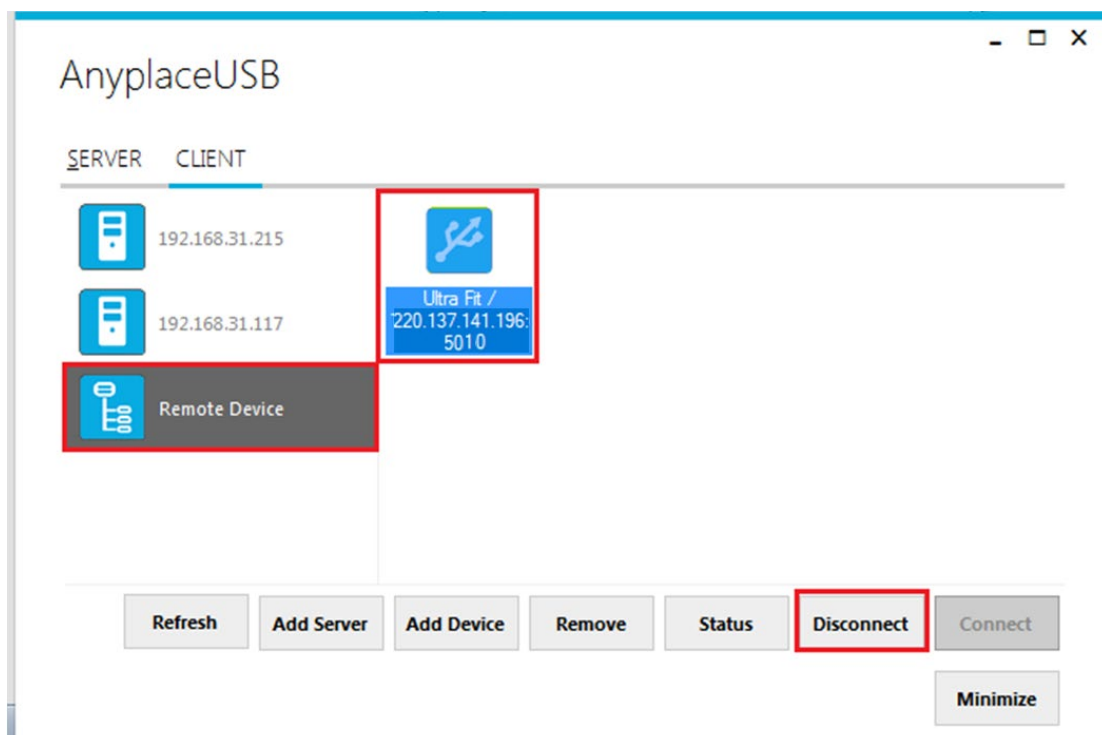 AnyplaceUSB
SERVER CLIENT
192.168.31.215
192.168.31.117
Remote Device
Ultra Fit /
220.137.141.196:
5010
Refresh Add Server Add Device Remove Status Disconnect Connect
Minimize